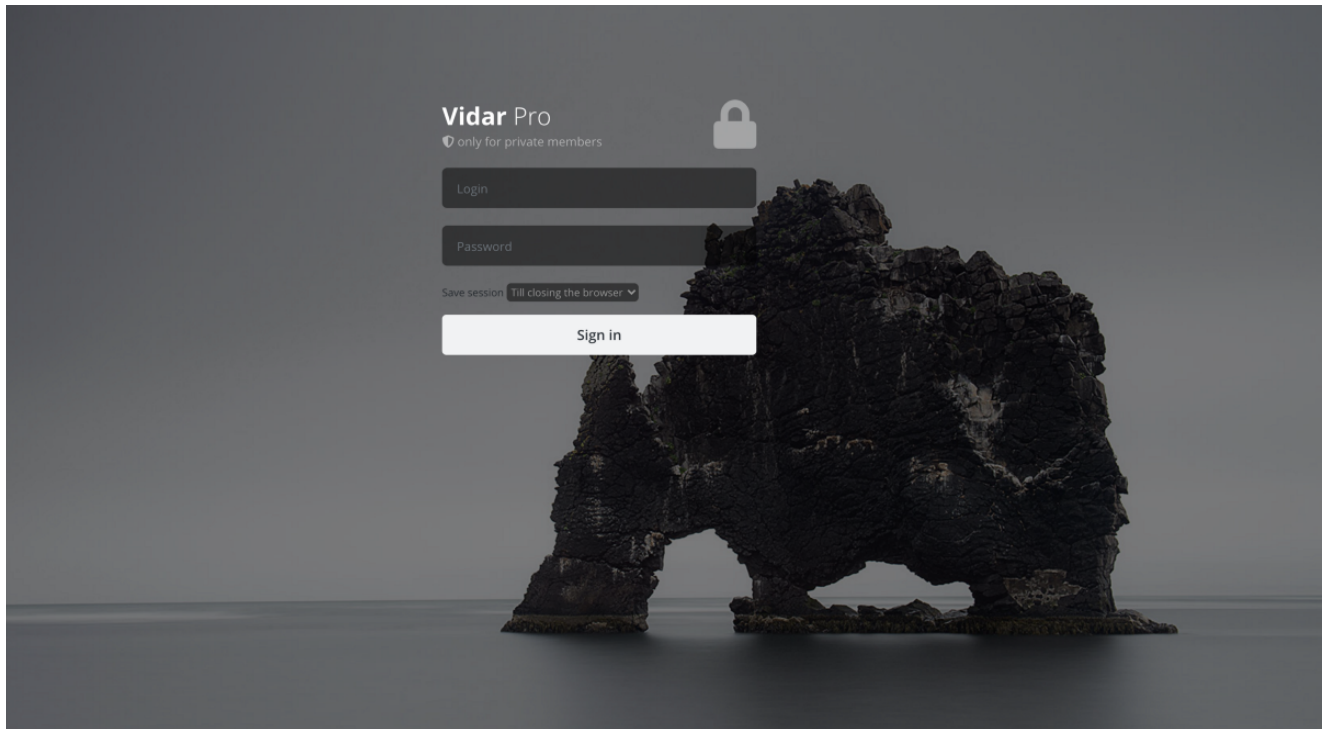 Vidar Pro
only for private members
Login
Password
Save session Till closing the browser
Sign in